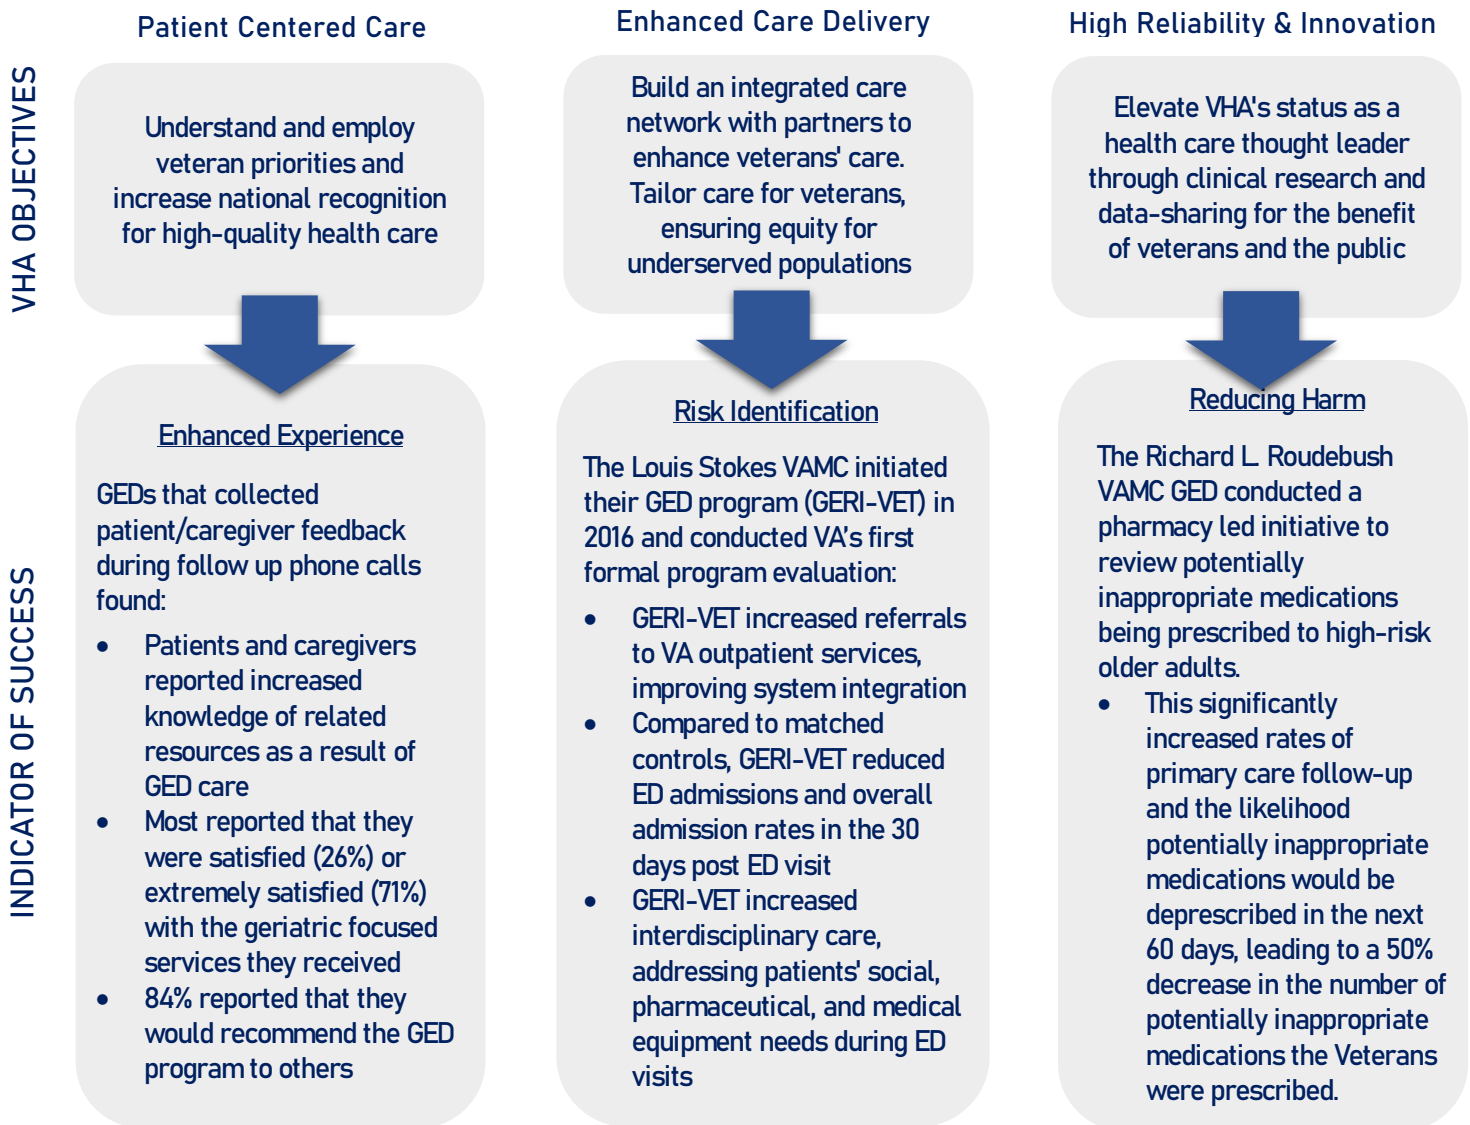 Patient Centered Care
Enhanced Care Delivery
High Reliability & Innovation
VHA OBJECTIVES
Understand and employ
veteran priorities and
increase national recognition
for high-quality health care
Build an integrated care
network with partners to
enhance veterans' care.
Tailor care for veterans,
ensuring equity for
underserved populations
Elevate VHA's status as a
health care thought leader
through clinical research and
data-sharing for the benefit
of veterans and the public
INDICATOR OF SUCCESS
Enhanced Experience
GEDs that collected
patient/caregiver feedback
during follow up phone calls
found:
• Patients and caregivers
reported increased
knowledge of related
resources as a result of
GED care
• Most reported that they
were satisfied (26%) or
extremely satisfied (71%)
with the geriatric focused
services they received
• 84% reported that they
would recommend the GED
program to others
Risk Identification
The Louis Stokes VAMC initiated
their GED program (GERI-VET) in
2016 and conducted VA’s first
formal program evaluation:
• GERI-VET increased referrals
to VA outpatient services,
improving system integration
• Compared to matched
controls, GERI-VET reduced
ED admissions and overall
admission rates in the 30
days post ED visit
• GERI-VET increased
interdisciplinary care,
addressing patients' social,
pharmaceutical, and medical
equipment needs during ED
visits
Reducing Harm
The Richard L. Roudebush
VAMC GED conducted a
pharmacy led initiative to
review potentially
inappropriate medications
being prescribed to high-risk
older adults.
• This significantly
increased rates of
primary care follow-up
and the likelihood
potentially inappropriate
medications would be
deprescribed in the next
60 days, leading to a 50%
decrease in the number of
potentially inappropriate
medications the Veterans
were prescribed.